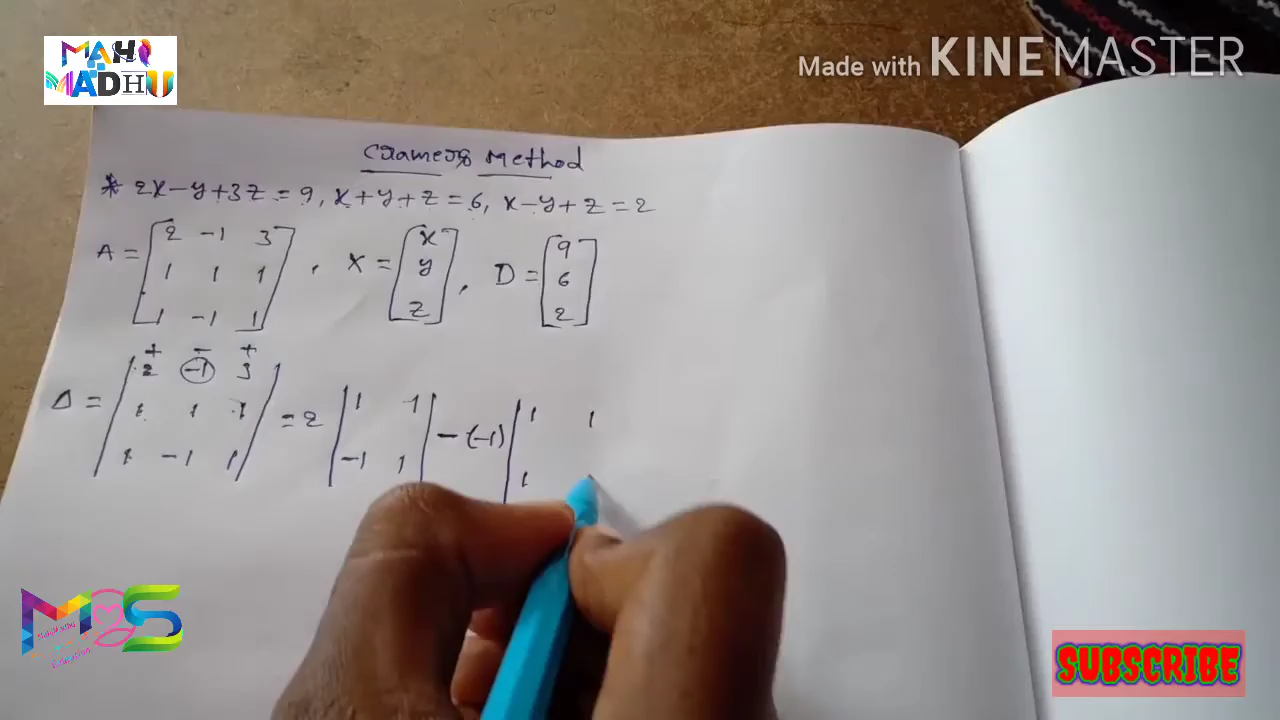 MAHI
MADHU
Made with KINEMASTER
Cramers Method
* 2x-y+3z=9, x+y+z=6, x-y+z=2
A = [2 -1 3
1 1 1
1 -1 1], X = [x
y
z], D = [9
6
2]
+ - +
Δ = |2 -1 3
1 1 1
1 -1 1| = 2 |1 1
-1 1| - (-1) |1 1
1
MS
Education
SUBSCRIBE